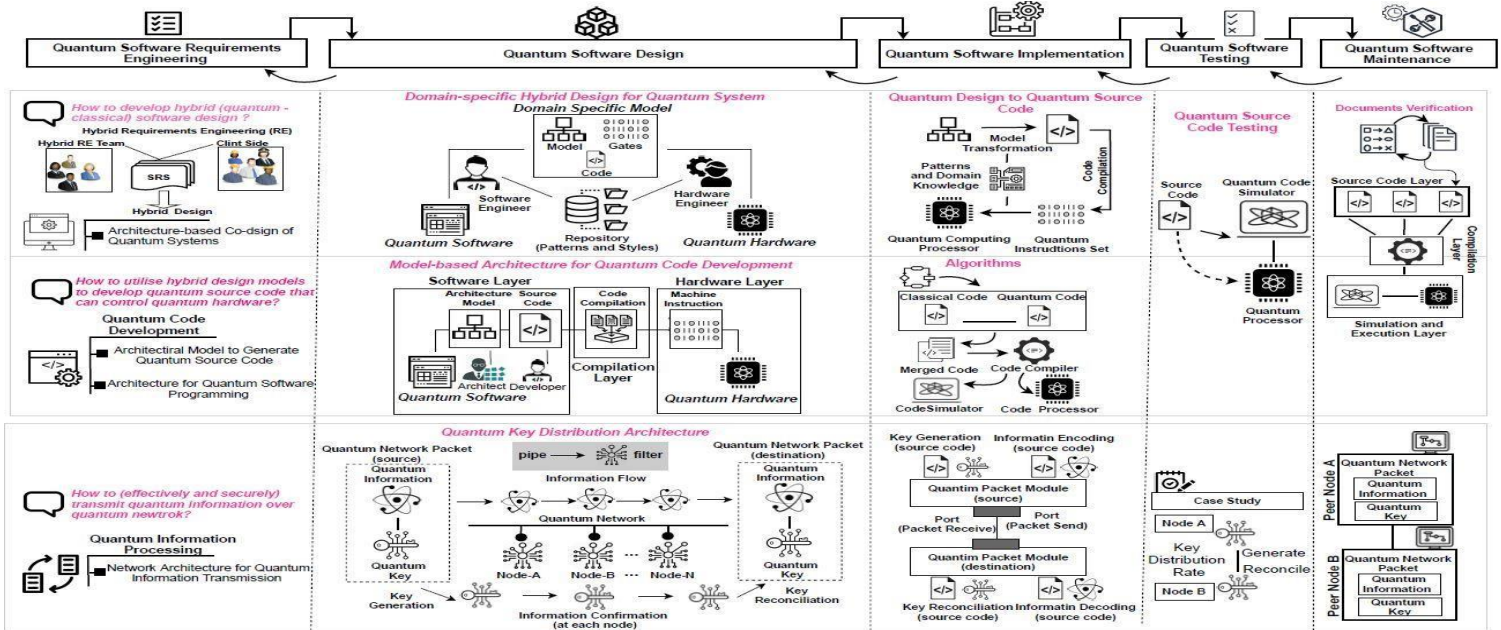 Quantum Software Requirements
Engineering
Quantum Software Design
Quantum Software Implementation
Quantum Software
Testing
Quantum Software
Maintenance
How to develop hybrid (quantum -
classical) software design ?
Hybrid Requirements Engineering (RE)
Hybrid RE Team
Clint Side
SRS
Hybrid Design
Architecture-based Co-dsign of
Quantum Systems
Domain-specific Hybrid Design for Quantum System
Domain Specific Model
Model
Gates
Code
Software
Engineer
Hardware
Engineer
Quantum Software
Repository
(Patterns and Styles)
Quantum Hardware
Quantum Design to Quantum Source
Code
Model
Transformation
Patterns
and Domain
Knowledge
Code
Compilation
Quantum Computing
Processor
Quantum
Instrudtions Set
Quantum Source
Code Testing
Source
Code
Quantum Code
Simulator
Quantum
Processor
Documents Verification
Source Code Layer
Compilation
Layer
Simulation and
Execution Layer
How to utilise hybrid design models
to develop quantum source code that
can control quantum hardware?
Quantum Code
Development
Architectiral Model to Generate
Quantum Source Code
Architecture for Quantum Software
Programming
Model-based Architecture for Quantum Code Development
Software Layer
Hardware Layer
Architecture
Model
Source
Code
Code
Compilation
Machine
Instruction
Architect
Developer
Compilation
Layer
Quantum Software
Quantum Hardware
Algorithms
Classical Code
Quantum Code
Merged Code
Code Compiler
CodeSimulator
Code Processor
How to (effectively and securely)
transmit quantum information over
quantum newtrok?
Quantum Information
Processing
Network Architecture for Quantum
Information Transmission
Quantum Key Distribution Architecture
Quantum Network Packet
(source)
pipe
filter
Information Flow
Quantum Network Packet
(destination)
Quantum
Information
Quantum
Information
Quantum Network
Quantum
Key
Node-A
Node-B
...
Node-N
Quantum
Key
Key
Generation
Information Confirmation
(at each node)
Key
Reconciliation
Key Generation
(source code)
Informatin Encoding
(source code)
Quantim Packet Module
(source)
Port
(Packet Receive)
Port
(Packet Send)
Quantim Packet Module
(destination)
Key Reconciliation
(source code)
Informatin Decoding
(source code)
Case Study
Node A
Key
Distribution
Rate
Generate
Reconcile
Node B
Peer Node A
Quantum Network
Packet
Quantum
Information
Quantum
Key
Peer Node B
Quantum Network
Packet
Quantum
Information
Quantum
Key